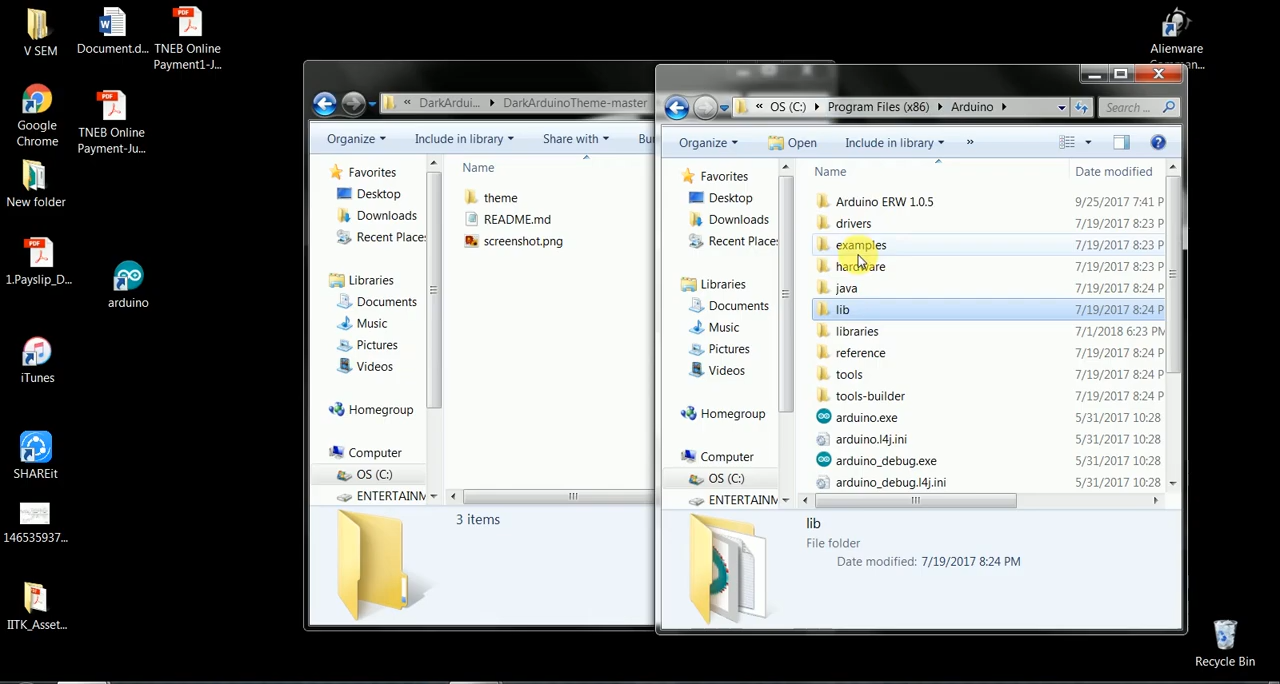 V SEM
Document.d...
TNEB Online
Payment1-J...
Google
Chrome
TNEB Online
Payment-Ju...
New folder
1.Payslip_D...
arduino
iTunes
SHAREit
146535937...
IITK_Asset...
Alienware
Comman...
Recycle Bin
« DarkArdui... DarkArduinoTheme-master
Organize Include in library Share with Bu
Favorites
Desktop
Downloads
Recent Place:
Libraries
Documents
Music
Pictures
Videos
Homegroup
Computer
OS (C:)
ENTERTAINM
Name
theme
README.md
screenshot.png
3 items
« OS (C:) Program Files (x86) Arduino
Search ...
Organize Open Include in library »
Favorites
Desktop
Downloads
Recent Place:
Libraries
Documents
Music
Pictures
Videos
Homegroup
Computer
OS (C:)
ENTERTAINM
Name Date modified
Arduino ERW 1.0.5 9/25/2017 7:41 P
drivers 7/19/2017 8:23 P
examples 7/19/2017 8:23 P
hardware 7/19/2017 8:23 P
java 7/19/2017 8:24 P
lib 7/19/2017 8:24 P
libraries 7/1/2018 6:23 PM
reference 7/19/2017 8:24 P
tools 7/19/2017 8:24 P
tools-builder 7/19/2017 8:24 P
arduino.exe 5/31/2017 10:28
arduino.l4j.ini 5/31/2017 10:28
arduino_debug.exe 5/31/2017 10:28
arduino_debug.l4j.ini 5/31/2017 10:28
lib
File folder
Date modified: 7/19/2017 8:24 PM